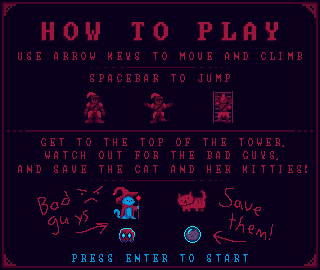 HOW TO PLAY
USE ARROW KEYS TO MOVE AND CLIMB
SPACEBAR TO JUMP
GET TO THE TOP OF THE TOWER,
WATCH OUT FOR THE BAD GUYS,
AND SAVE THE CAT AND HER KITTIES!
Bad
guys
Save
them!
PRESS ENTER TO START